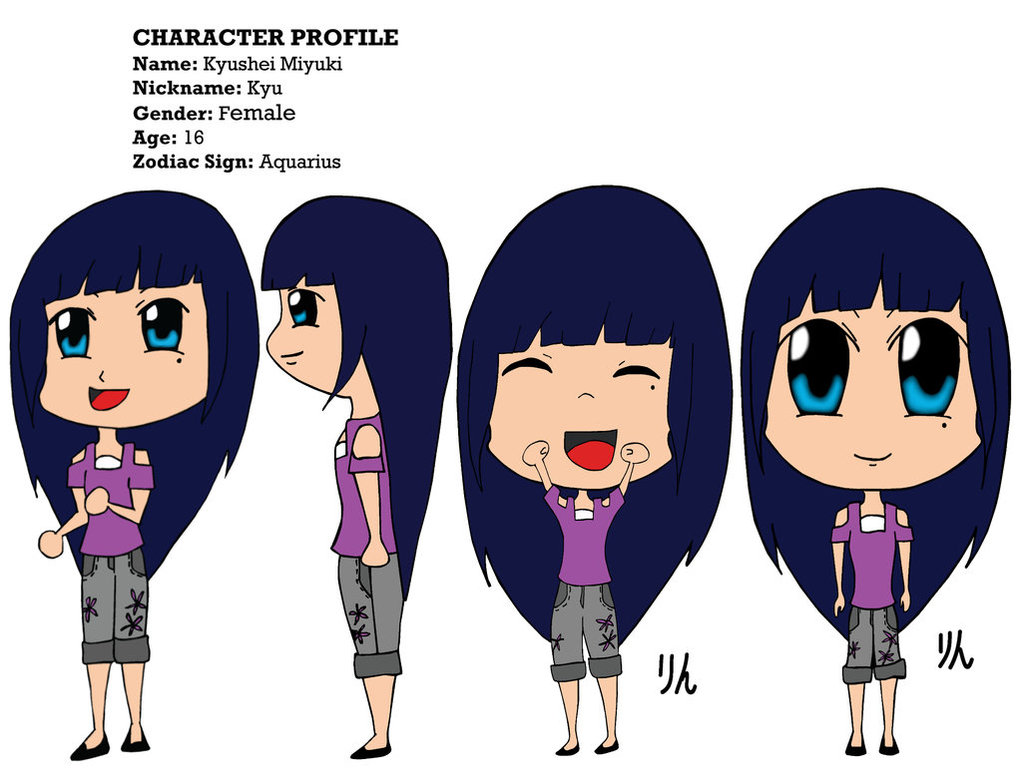 CHARACTER PROFILE
Name: Kyushei Miyuki
Nickname: Kyu
Gender: Female
Age: 16
Zodiac Sign: Aquarius
りん
りん